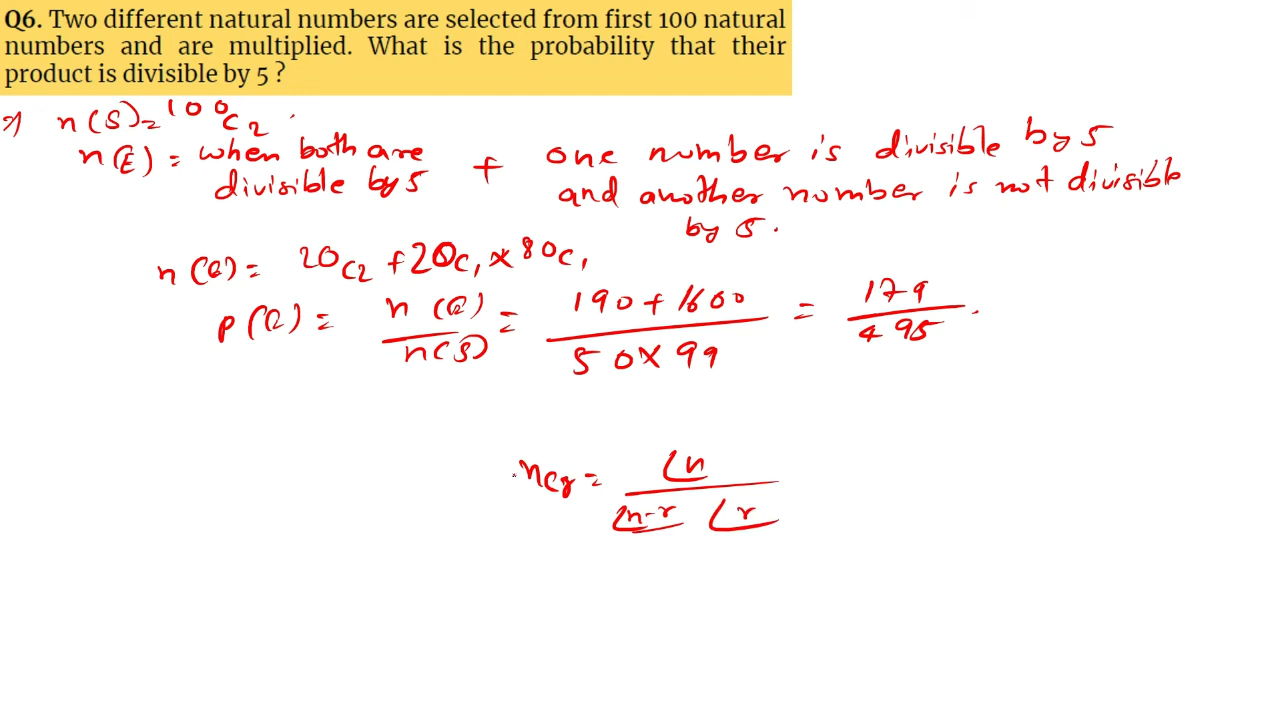 Q6. Two different natural numbers are selected from first 100 natural
numbers and are multiplied. What is the probability that their
product is divisible by 5 ?
⇒ n(S) = 100C2 .
n(E) = when both are divisible by 5 + one number is divisible by 5
and another number is not divisible
by 5 .
n(E) = 20C2 + 20C1 × 80C1
P(E) = n(E)/n(S) = (190 + 1600)/(50 × 99) = 179/495 .
nCr = ∠n / ∠n-r ∠r